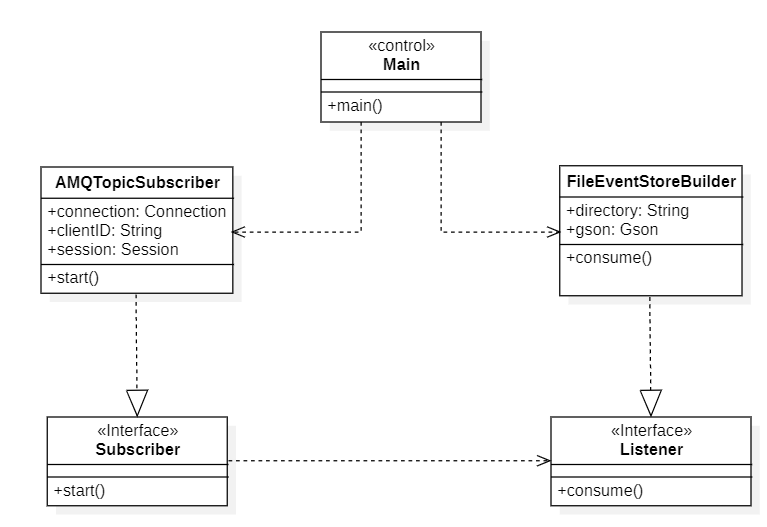 «control»
Main
+main()
AMQTopicSubscriber
+connection: Connection
+clientID: String
+session: Session
+start()
FileEventStoreBuilder
+directory: String
+gson: Gson
+consume()
«Interface»
Subscriber
+start()
«Interface»
Listener
+consume()